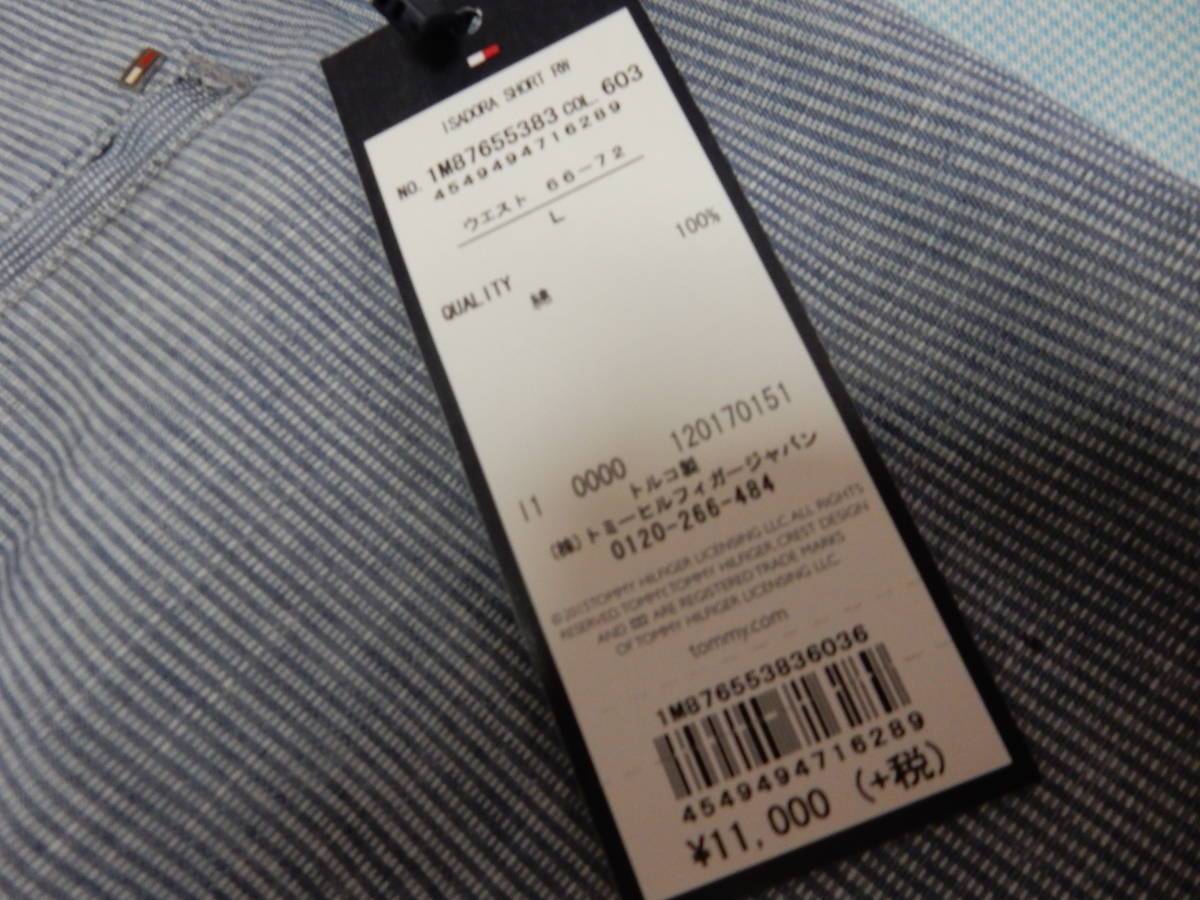 ISADORA SHORT RW
NO. 1M87655383 COL. 603
4549494716289
ウエスト 66-72
L
QUALITY 100%
綿
11 0000 120170151
トルコ製
(株)トミーヒルフィガージャパン
0120-266-484
©2013 TOMMY HILFIGER LICENSING LLC. ALL RIGHTS
RESERVED TOMMY, TOMMY HILFIGER, CREST DESIGN
AND ARE REGISTERED TRADE MARKS
OF TOMMY HILFIGER LICENSING LLC.
tommy.com
1M876553836036
4549494716289
¥11,000 (+税)